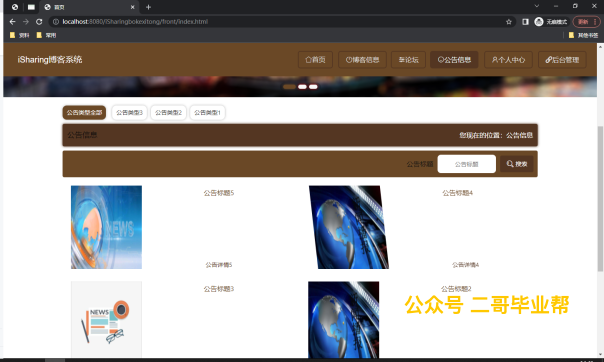 首页
localhost:8080/iSharingbokexitong/front/index.html
无痕模式
更新
资料
常用
其他书签
iSharing博客系统
首页
博客信息
论坛
公告信息
个人中心
后台管理
公告类型全部
公告类型3
公告类型2
公告类型1
公告信息
您现在的位置：公告信息
公告标题
公告标题
搜索
NEWS
公告标题5
公告标题4
公告详情5
公告详情4
NEWS
公告标题3
公告标题2
公众号 二哥毕业帮